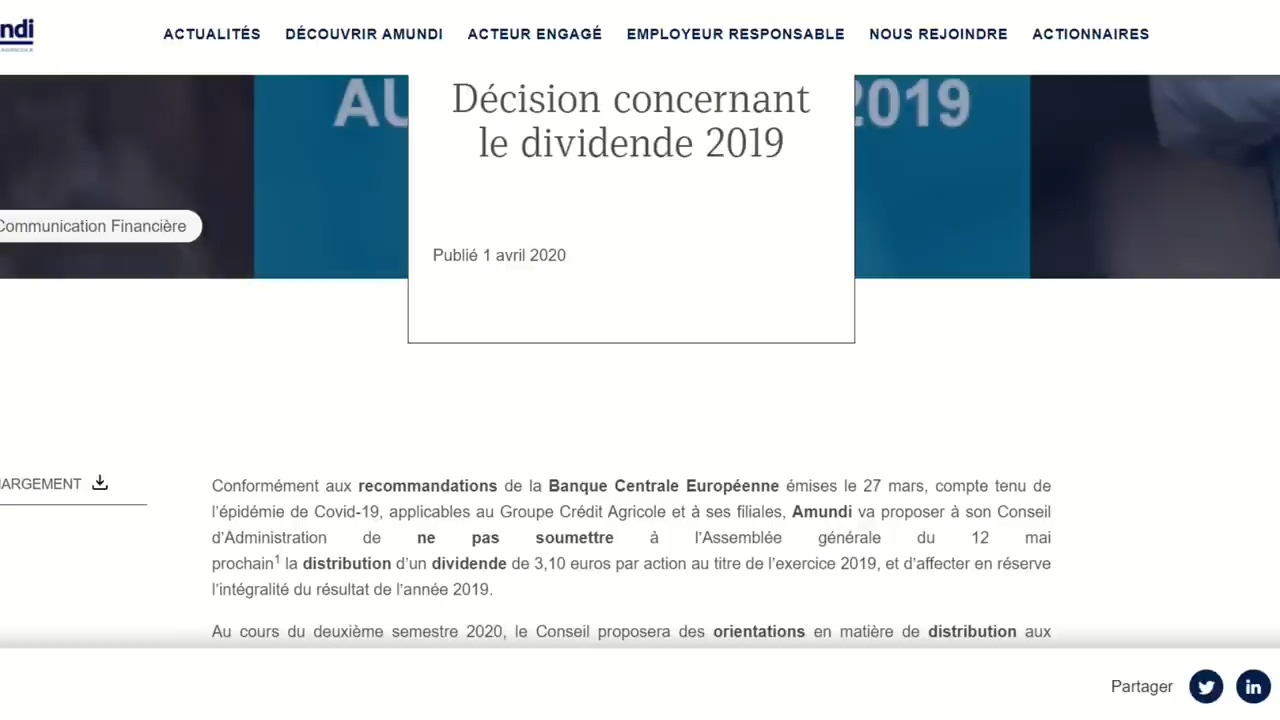 ndi
ACTUALITÉS DÉCOUVRIR AMUNDI ACTEUR ENGAGÉ EMPLOYEUR RESPONSABLE NOUS REJOINDRE ACTIONNAIRES
AU 2019
Décision concernant
le dividende 2019
Communication Financière
Publié 1 avril 2020
HARGEMENT
Conformément aux recommandations de la Banque Centrale Européenne émises le 27 mars, compte tenu de
l'épidémie de Covid-19, applicables au Groupe Crédit Agricole et à ses filiales, Amundi va proposer à son Conseil
d'Administration de ne pas soumettre à l'Assemblée générale du 12 mai
prochain¹ la distribution d'un dividende de 3,10 euros par action au titre de l'exercice 2019, et d'affecter en réserve
l'intégralité du résultat de l'année 2019.
Au cours du deuxième semestre 2020, le Conseil proposera des orientations en matière de distribution aux
Partager